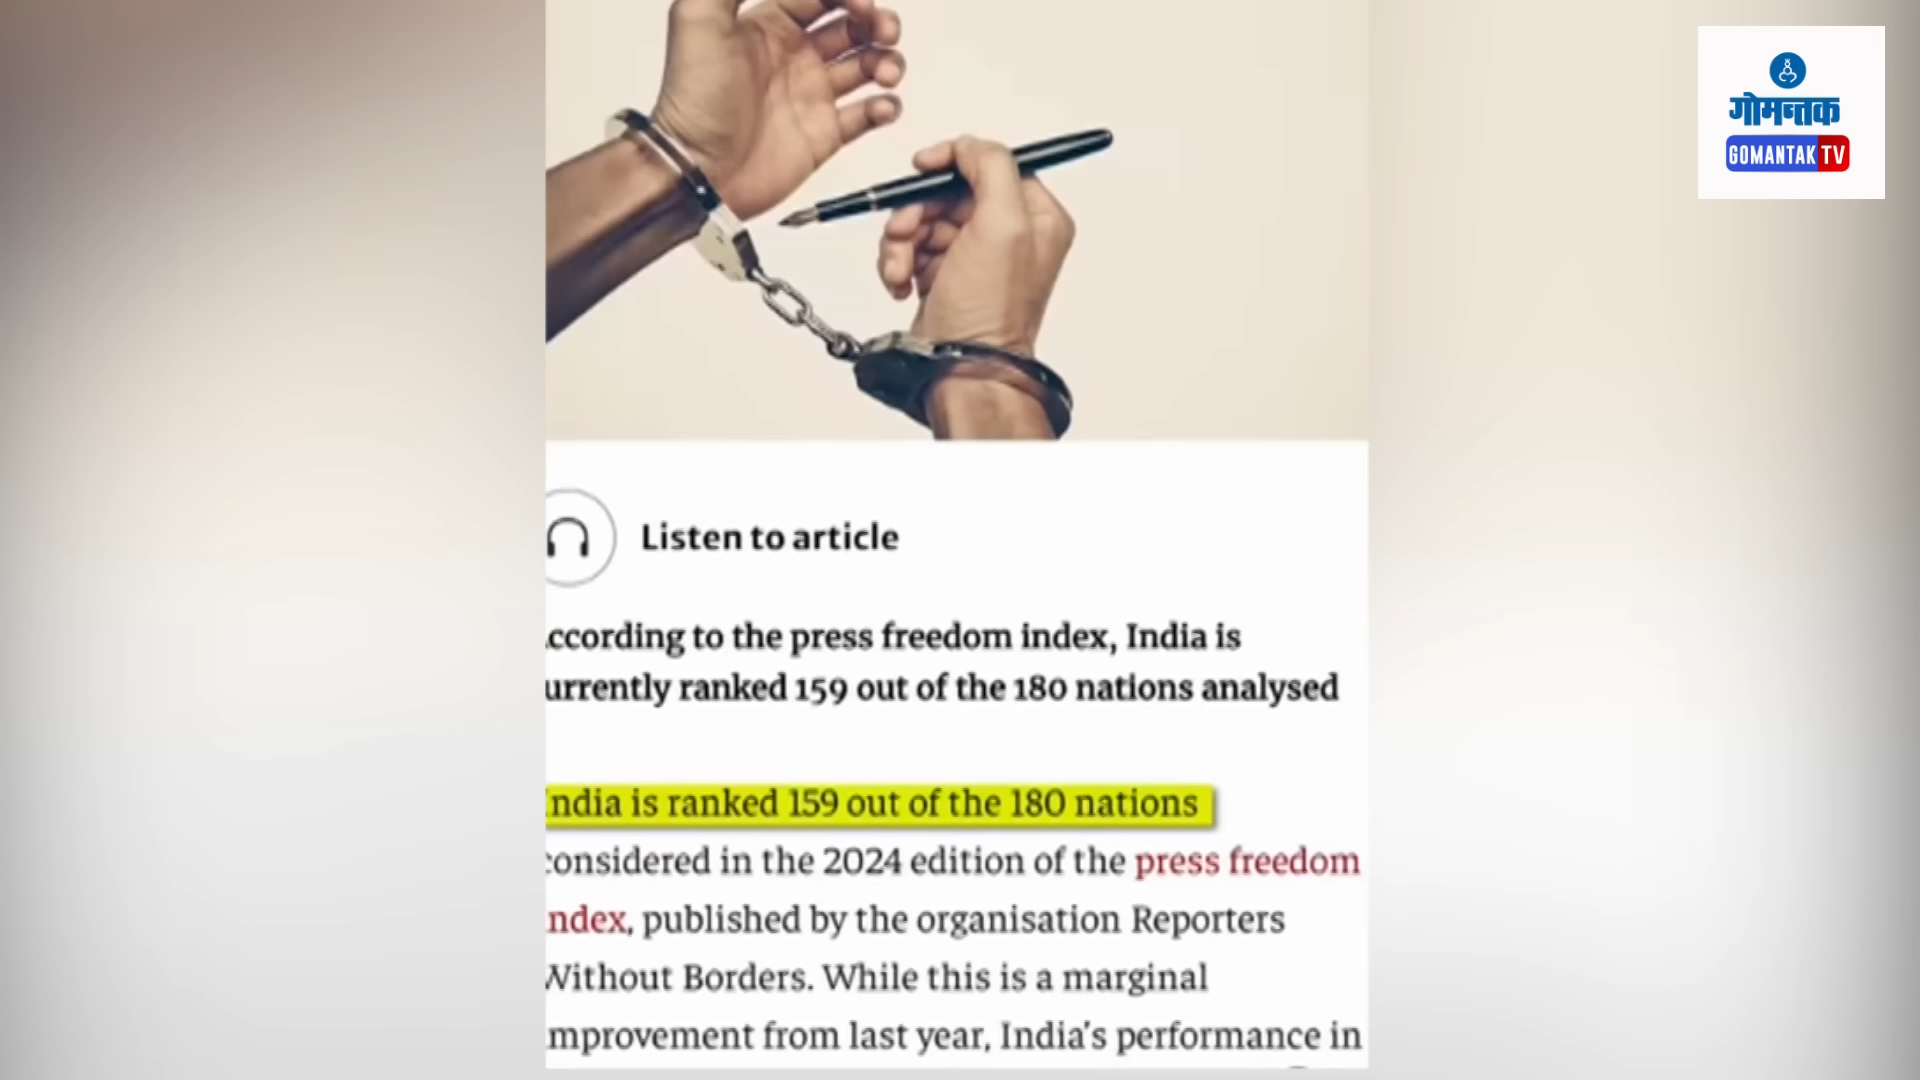 गोमन्तक
GOMANTAK TV
Listen to article
ccording to the press freedom index, India is
urrently ranked 159 out of the 180 nations analysed
India is ranked 159 out of the 180 nations
considered in the 2024 edition of the press freedom
ndex, published by the organisation Reporters
Without Borders. While this is a marginal
mprovement from last year, India's performance in